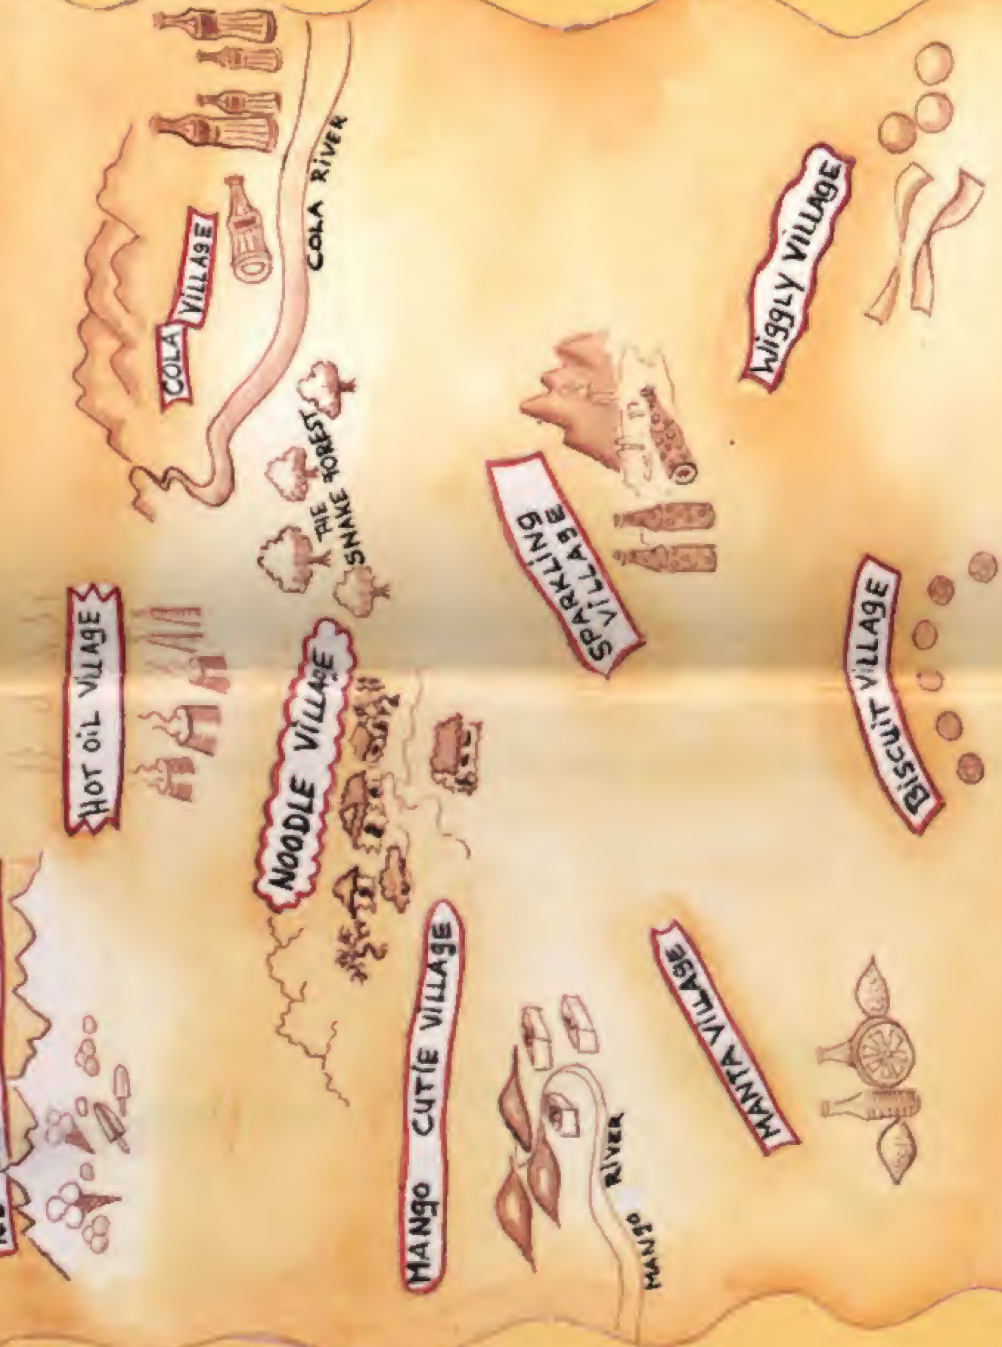 HOT OIL VILLAGE
COLA VILLAGE
NOODLE VILLAGE
THE
SNAKE FOREST
COLA RIVER
MANGO CUTIE VILLAGE
SPARKLING
VILLAGE
MANGO RIVER
MANTA VILLAGE
WIGGLY VILLAGE
BISCUIT VILLAGE